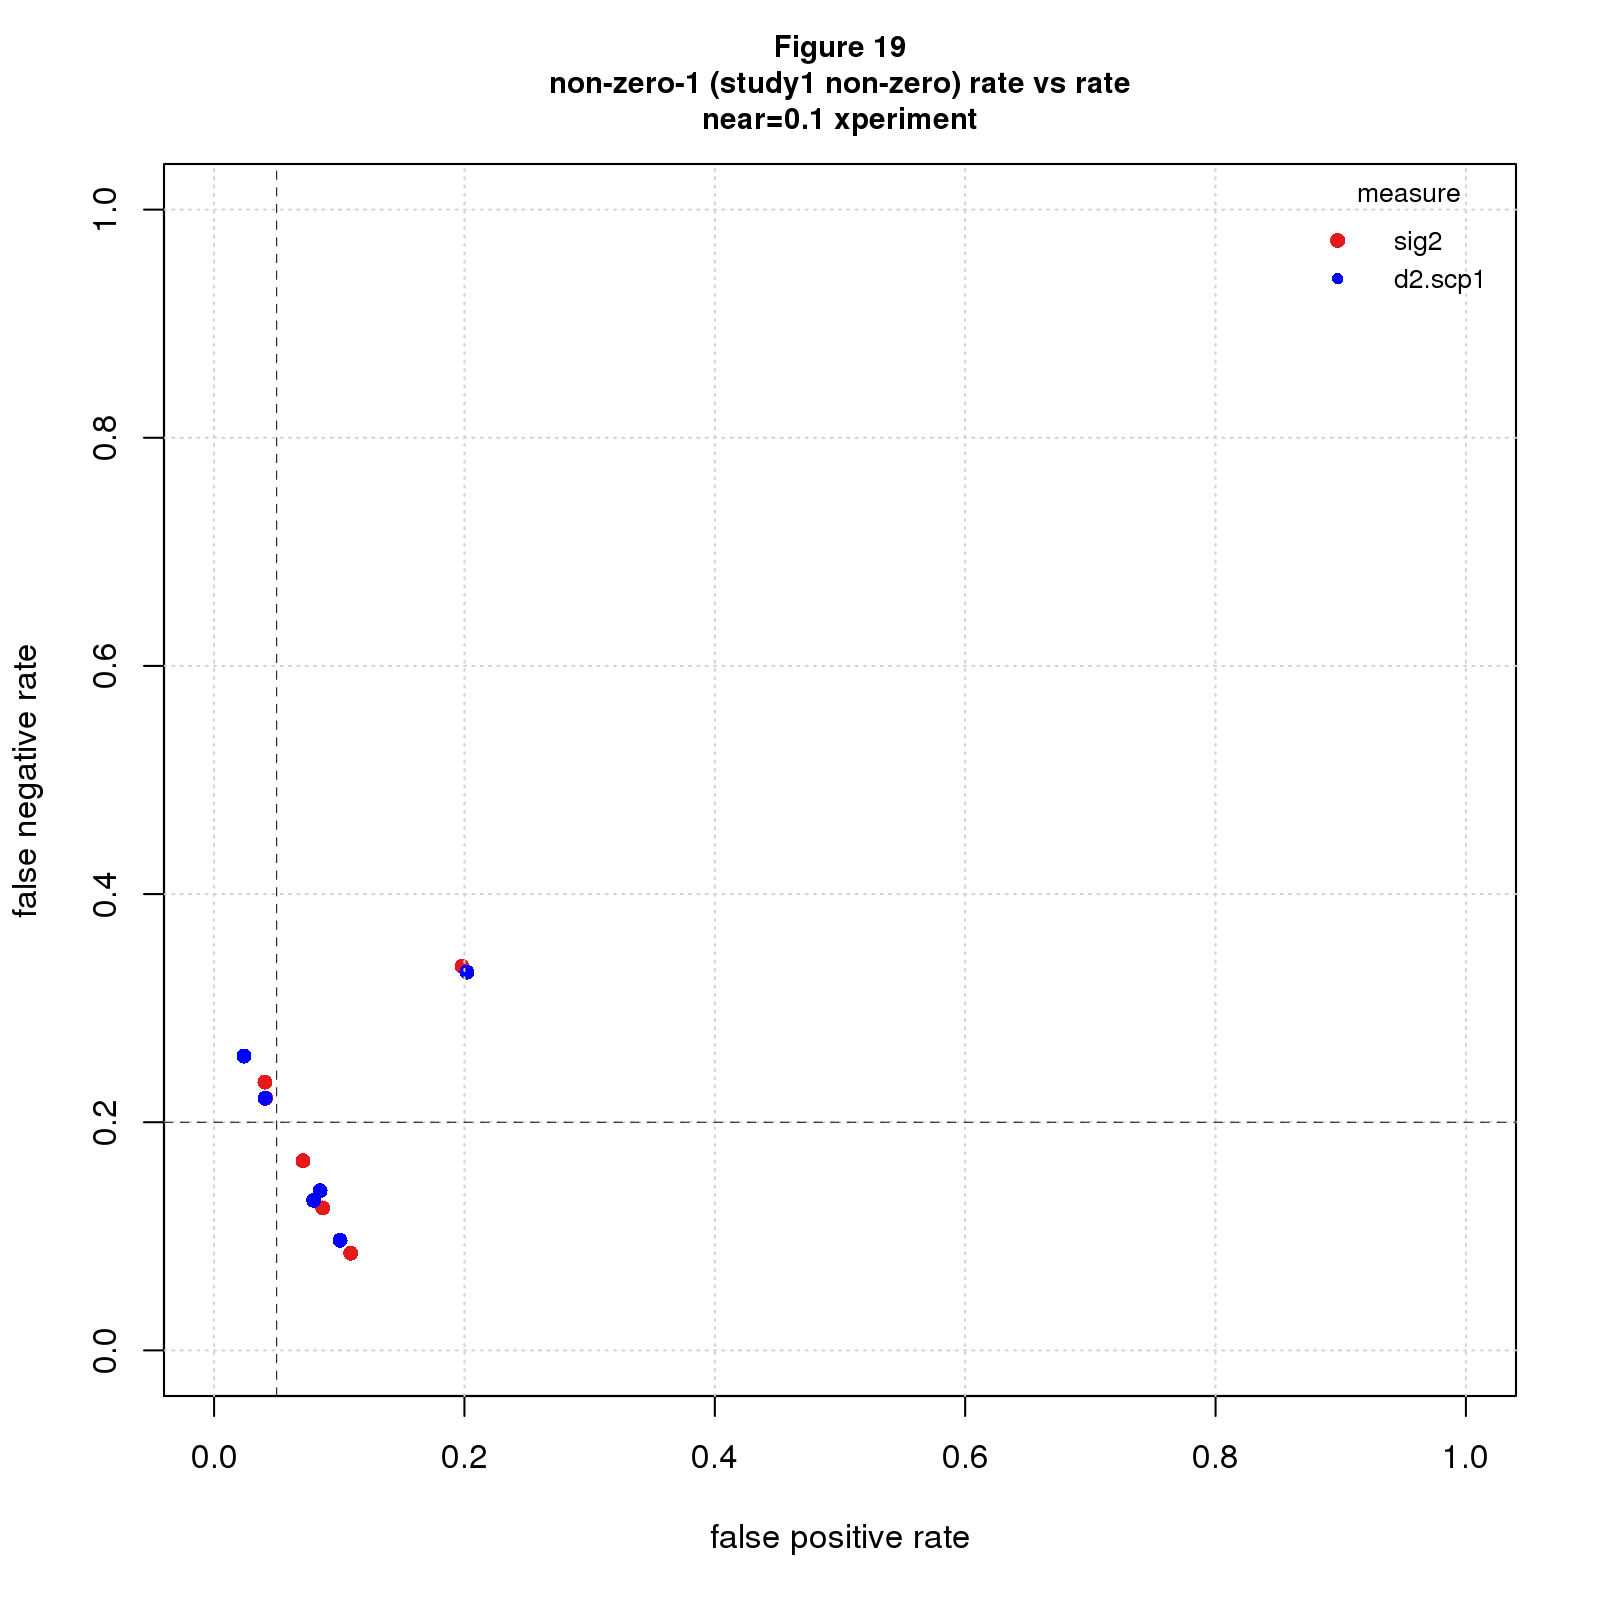 Figure 19
non-zero-1 (study1 non-zero) rate vs rate
near=0.1 xperiment
measure
sig2
d2.scp1
false negative rate
1.0
0.8
0.6
0.4
0.2
0.0
0.0 0.2 0.4 0.6 0.8 1.0
false positive rate